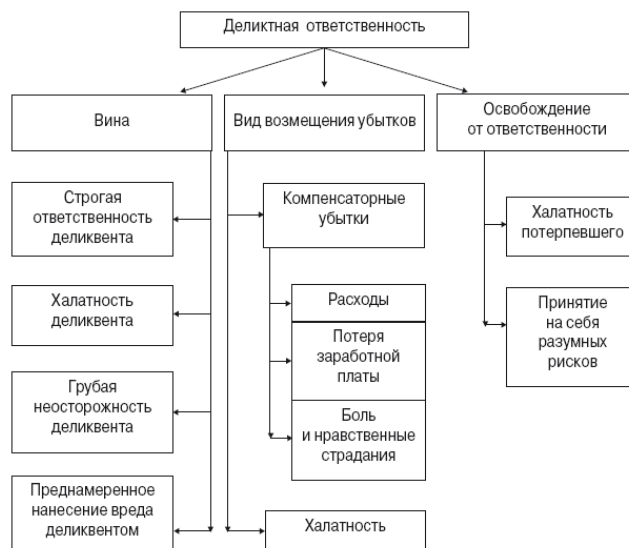 Деликтная ответственность
Вина
Вид возмещения убытков
Освобождение
от ответственности
Строгая
ответственность
деликвента
Халатность
деликвента
Грубая
неосторожность
деликвента
Преднамеренное
нанесение вреда
деликвентом
Компенсаторные
убытки
Расходы
Потеря
заработной
платы
Боль
и нравственные
страдания
Халатность
Халатность
потерпевшего
Принятие
на себя
разумных
рисков